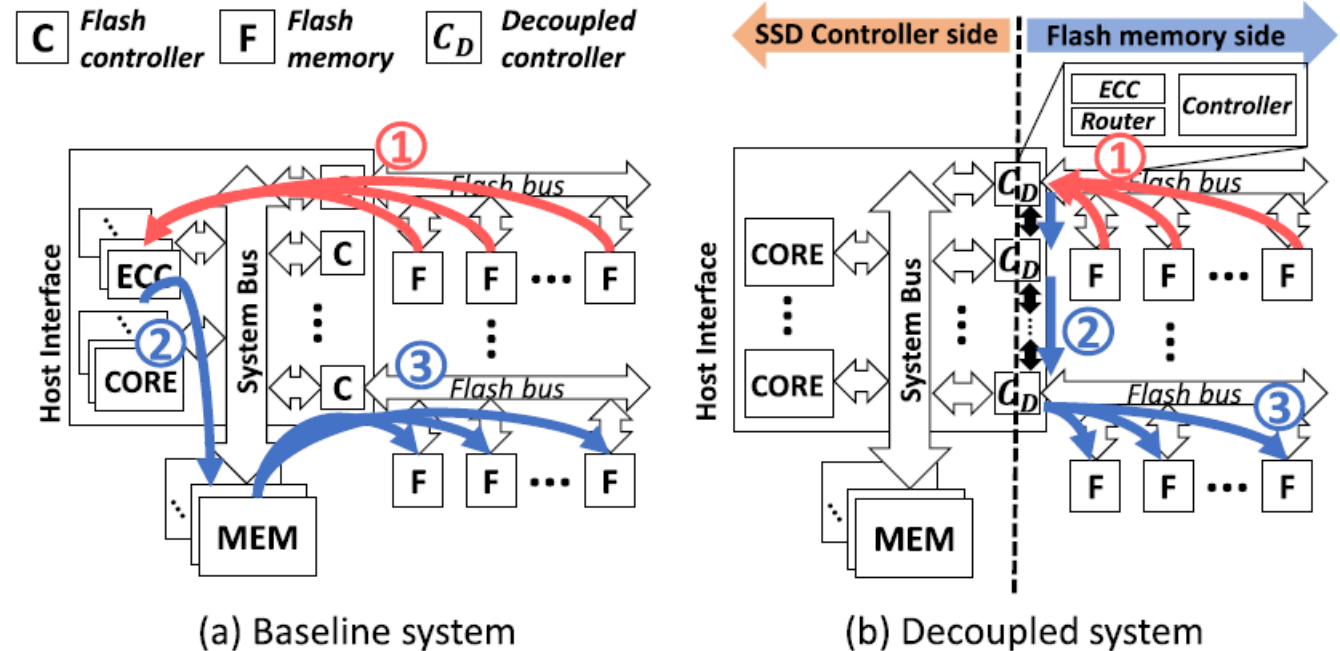 C Flash controller
F Flash memory
C_D Decoupled controller
SSD Controller side
Flash memory side
ECC
Router
Controller
Host Interface
ECC
CORE
System Bus
MEM
C
C
①
Flash bus
F F ••• F
②
③
Flash bus
F F ••• F
(a) Baseline system
Host Interface
CORE
CORE
System Bus
MEM
C_D
C_D
C_D
①
Flash bus
F F ••• F
②
Flash bus
③
F F ••• F
(b) Decoupled system